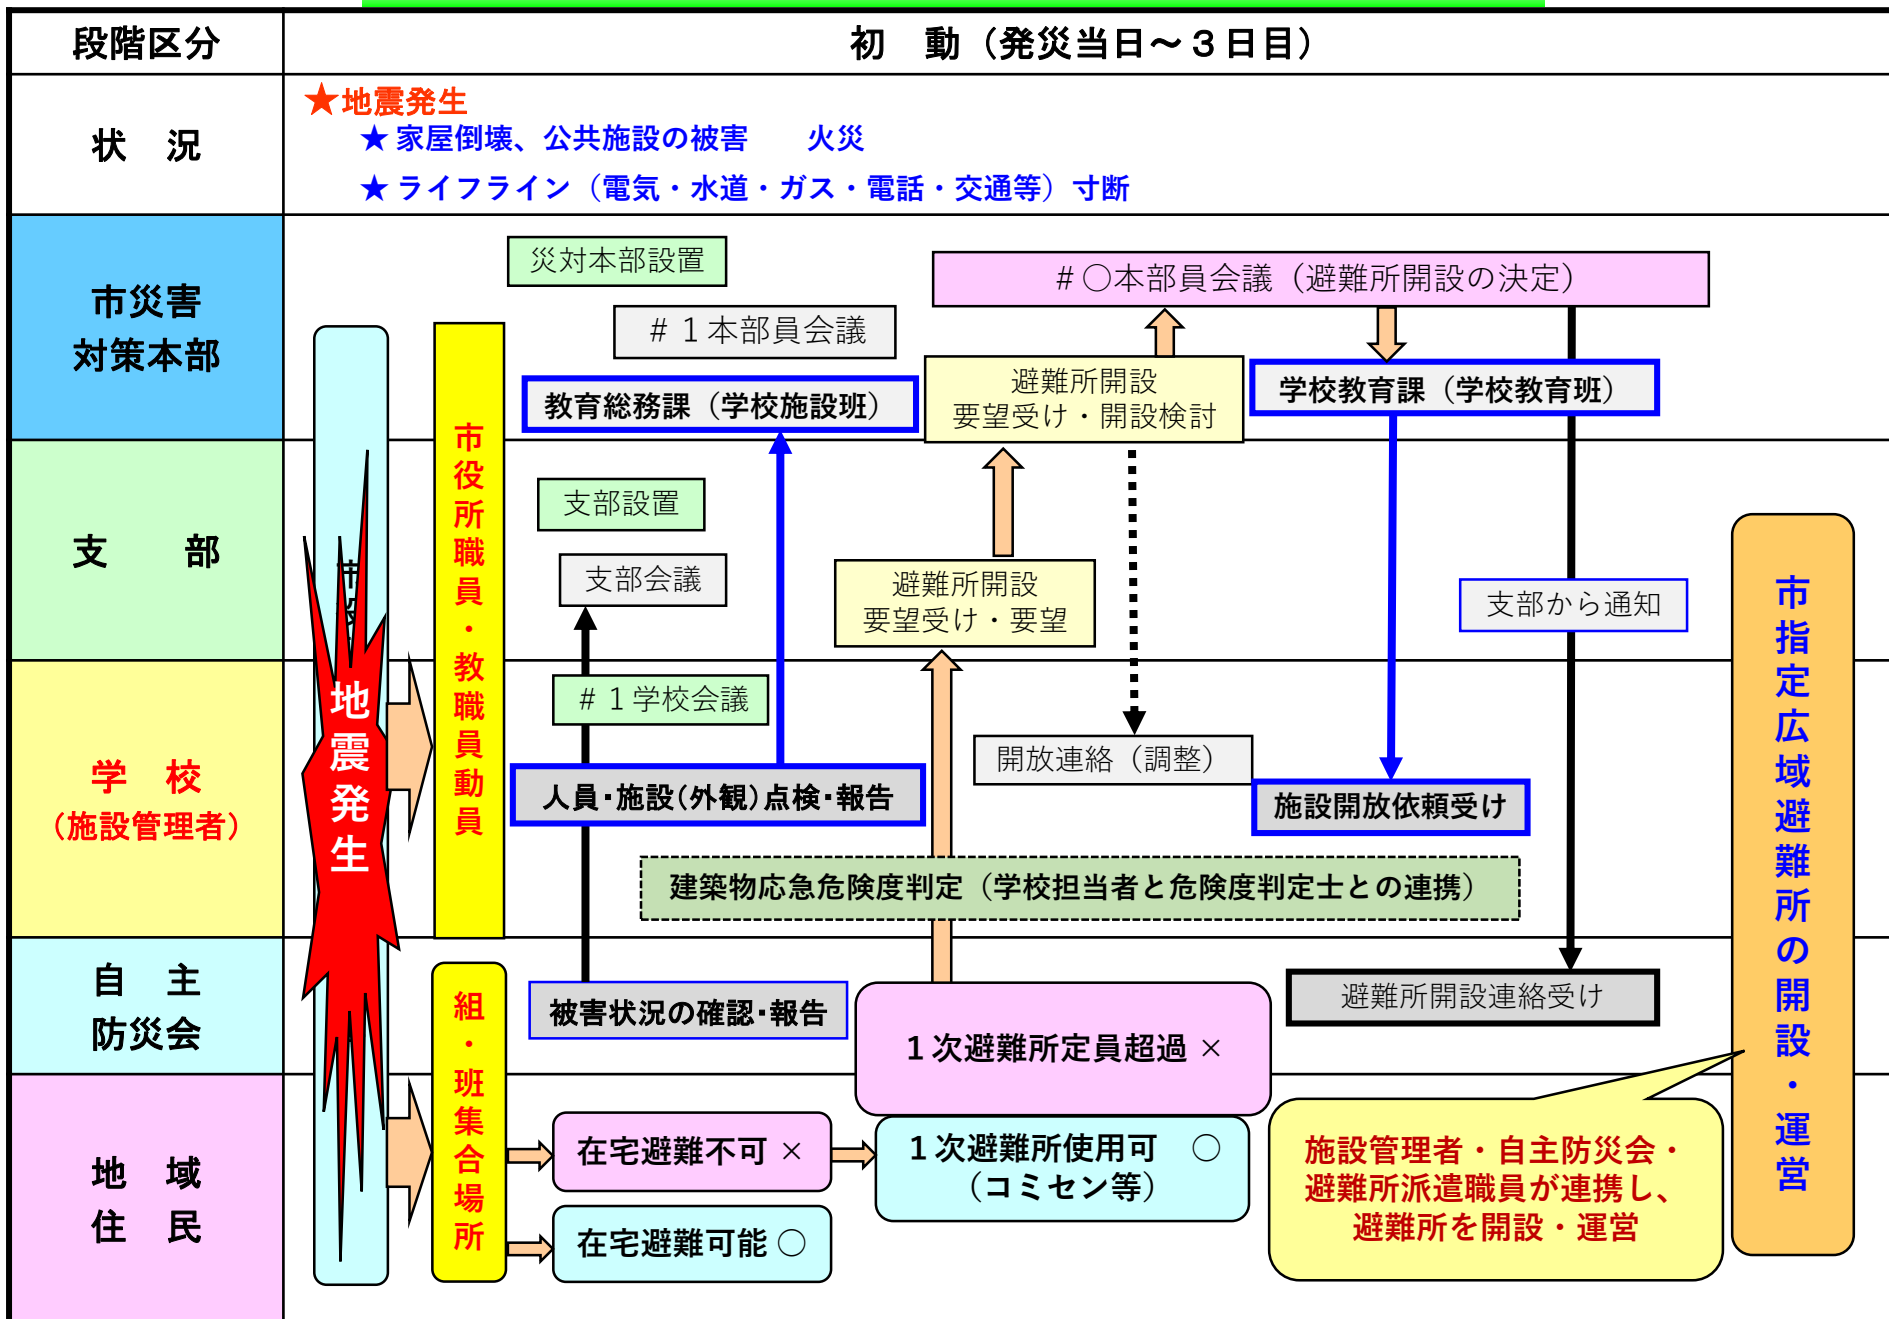 段階区分
初　動（発災当日～３日目）
状　況
★地震発生
★ 家屋倒壊、公共施設の被害　　火災
★ ライフライン（電気・水道・ガス・電話・交通等）寸断
市災害
対策本部
災対本部設置
＃１本部員会議
教育総務課（学校施設班）
＃○本部員会議（避難所開設の決定）
避難所開設
要望受け・開設検討
学校教育課（学校教育班）
支　　部
支部設置
支部会議
避難所開設
要望受け・要望
支部から通知
学　校
（施設管理者）
＃１学校会議
人員･施設(外観)点検･報告
開放連絡（調整）
施設開放依頼受け
建築物応急危険度判定（学校担当者と危険度判定士との連携）
地震発生
市役所職員・教職員動員
自　主
防災会
被害状況の確認･報告
１次避難所定員超過 ×
避難所開設連絡受け
地　域
住　民
組・班集合場所
在宅避難不可 ×
１次避難所使用可　○
（コミセン等）
在宅避難可能 ○
施設管理者・自主防災会・
避難所派遣職員が連携し、
避難所を開設・運営
市指定広域避難所の開設・運営